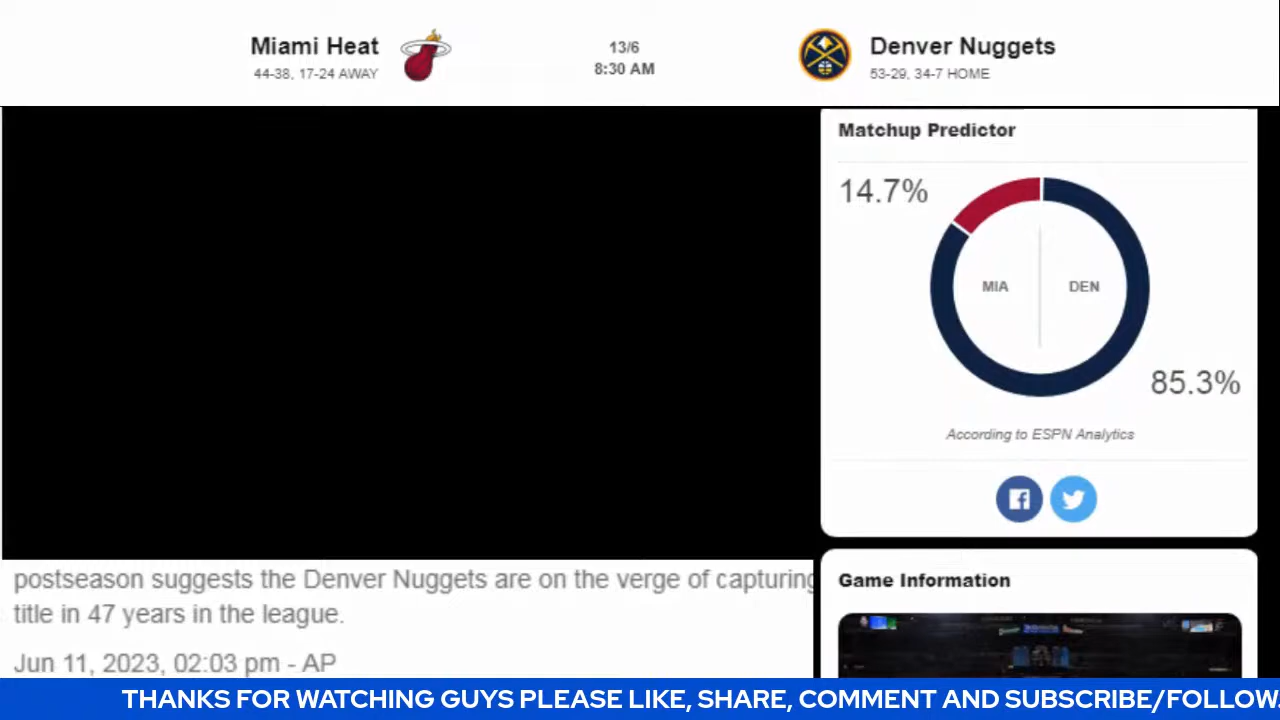 Miami Heat
44-38, 17-24 AWAY
13/6
8:30 AM
Denver Nuggets
53-29, 34-7 HOME
Matchup Predictor
14.7%
MIA
DEN
85.3%
According to ESPN Analytics
postseason suggests the Denver Nuggets are on the verge of capturing
title in 47 years in the league.
Jun 11, 2023, 02:03 pm - AP
Game Information
THANKS FOR WATCHING GUYS PLEASE LIKE, SHARE, COMMENT AND SUBSCRIBE/FOLLOW.